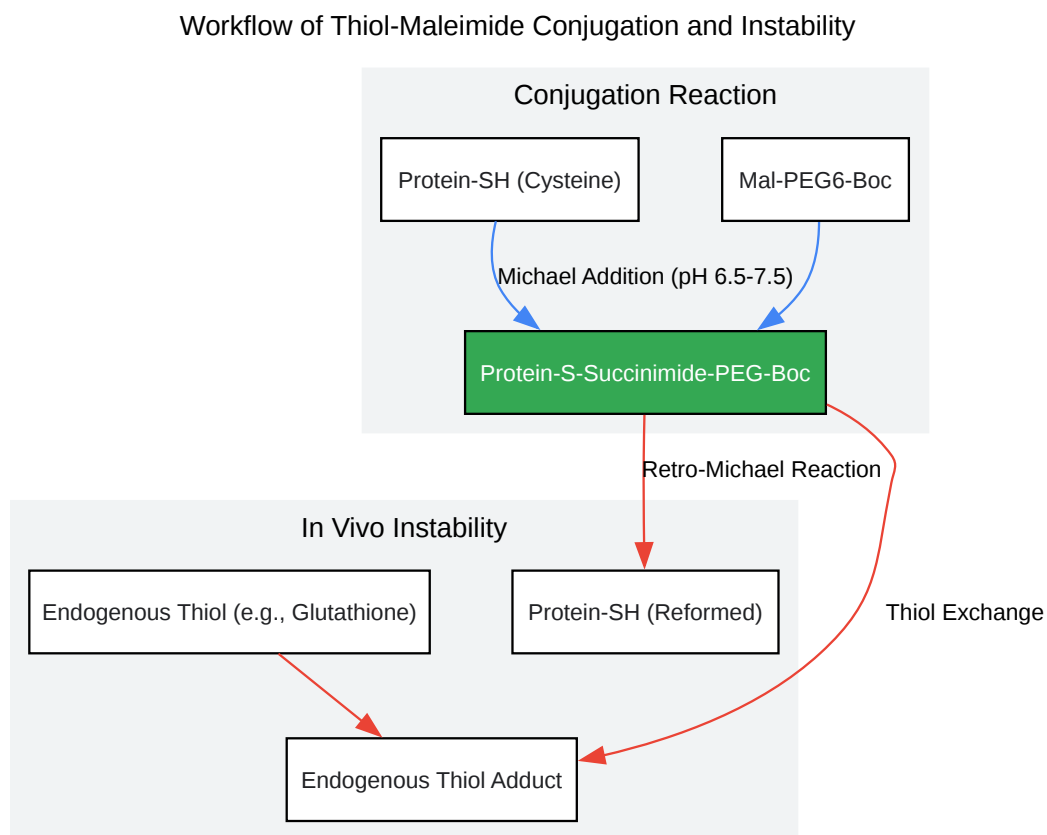 Workflow of Thiol-Maleimide Conjugation and Instability
Conjugation Reaction
Protein-SH (Cysteine)
Mal-PEG6-Boc
Michael Addition (pH 6.5-7.5)
Protein-S-Succinimide-PEG-Boc
Retro-Michael Reaction
In Vivo Instability
Endogenous Thiol (e.g., Glutathione)
Protein-SH (Reformed)
Thiol Exchange
Endogenous Thiol Adduct